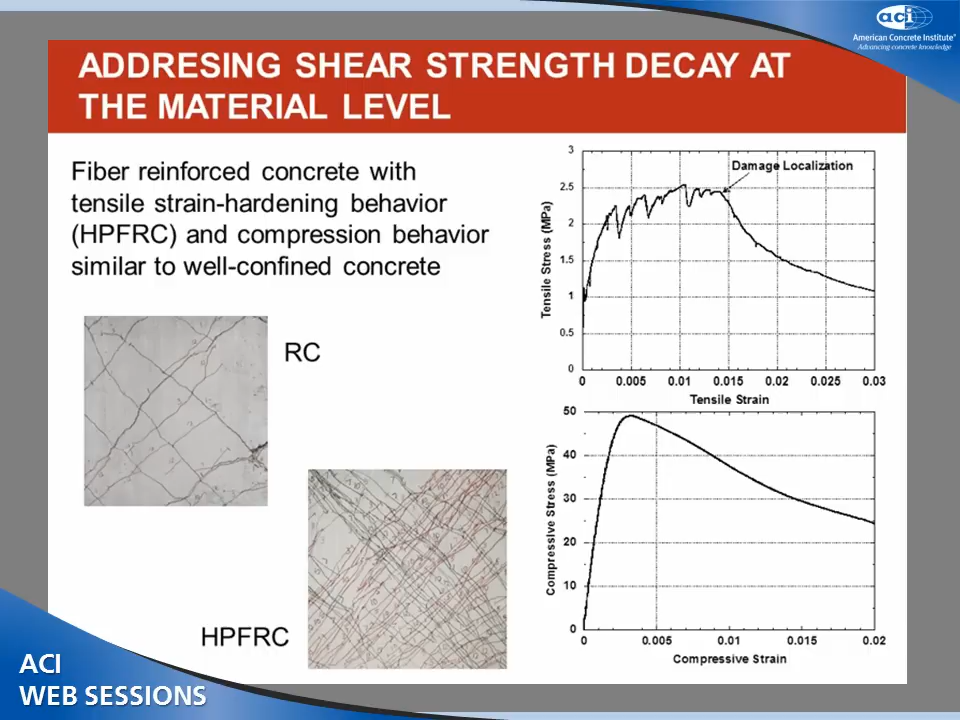 aci
American Concrete Institute®
Advancing concrete knowledge
ADDRESING SHEAR STRENGTH DECAY AT
THE MATERIAL LEVEL
Fiber reinforced concrete with
tensile strain-hardening behavior
(HPFRC) and compression behavior
similar to well-confined concrete
RC
HPFRC
3
2.5
2
1.5
1
0.5
0
Tensile Stress (MPa)
Damage Localization
0 0.005 0.01 0.015 0.02 0.025 0.03
Tensile Strain
50
40
30
20
10
0
Compressive Stress (MPa)
0 0.005 0.01 0.015 0.02
Compressive Strain
ACI
WEB SESSIONS